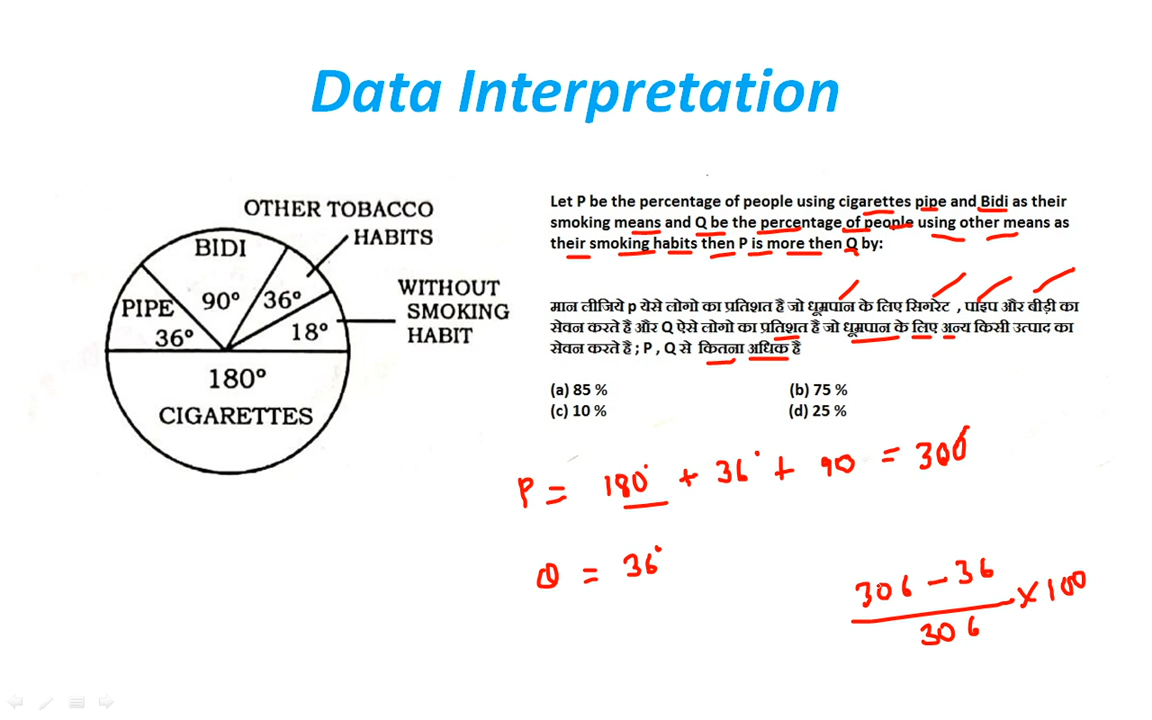 Data Interpretation
OTHER TOBACCO
HABITS
BIDI
90°
36°
PIPE
36°
WITHOUT
SMOKING
HABIT
18°
180°
CIGARETTES
Let P be the percentage of people using cigarettes pipe and Bidi as their
smoking means and Q be the percentage of people using other means as
their smoking habits then P is more then Q by:
मान लीजिये p येसे लोगो का प्रतिशत है जो धूम्रपान के लिए सिगरेट , पाइप और बीड़ी का
सेवन करते है और Q ऐसे लोगो का प्रतिशत है जो धूम्रपान के लिए अन्य किसी उत्पाद का
सेवन करते है ; P , Q से कितना अधिक है
(a) 85 % (b) 75 %
(c) 10 % (d) 25 %
P = 180° + 36° + 90 = 306
Q = 36°
306 - 36
× 100
306